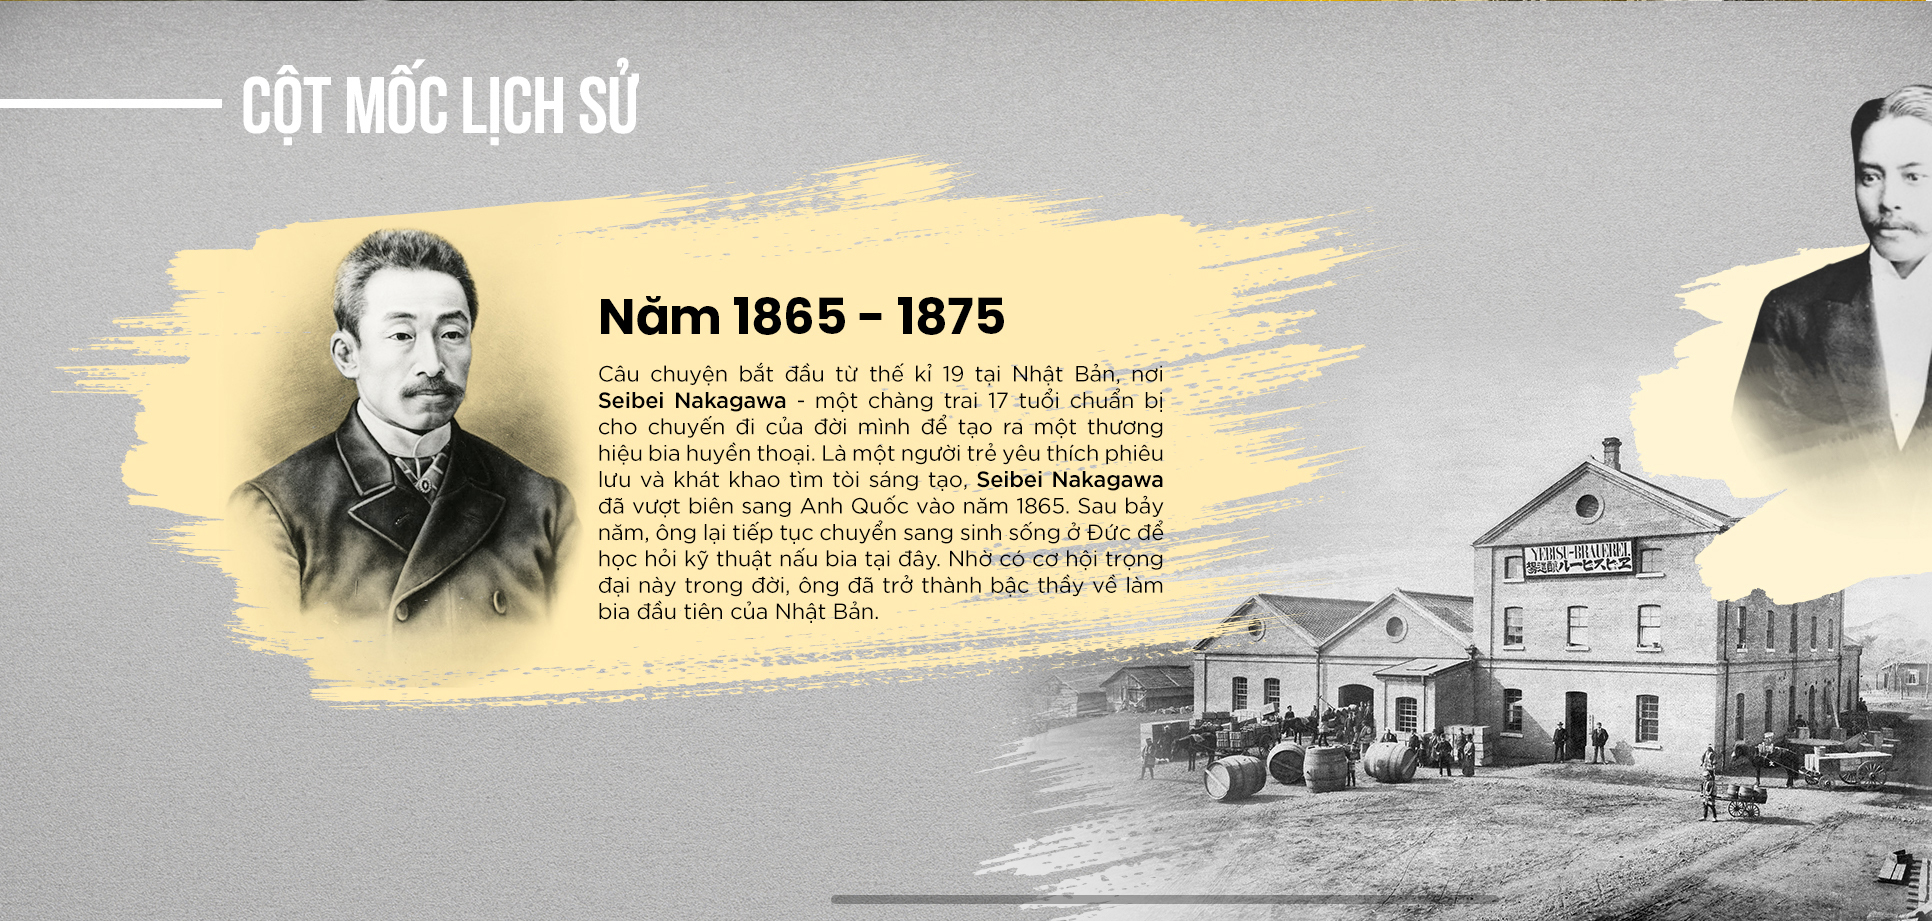 CỘT MỐC LỊCH SỬ
Năm 1865 - 1875
Câu chuyện bắt đầu từ thế kỉ 19 tại Nhật Bản, nơi
Seibei Nakagawa - một chàng trai 17 tuổi chuẩn bị
cho chuyến đi của đời mình để tạo ra một thương
hiệu bia huyền thoại. Là một người trẻ yêu thích phiêu
lưu và khát khao tìm tòi sáng tạo, Seibei Nakagawa
đã vượt biên sang Anh Quốc vào năm 1865. Sau bảy
năm, ông lại tiếp tục chuyển sang sinh sống ở Đức để
học hỏi kỹ thuật nấu bia tại đây. Nhờ có cơ hội trọng
đại này trong đời, ông đã trở thành bậc thầy về làm
bia đầu tiên của Nhật Bản.
YEBISU-BRAUEREI.
場造釀ルービスビヱ